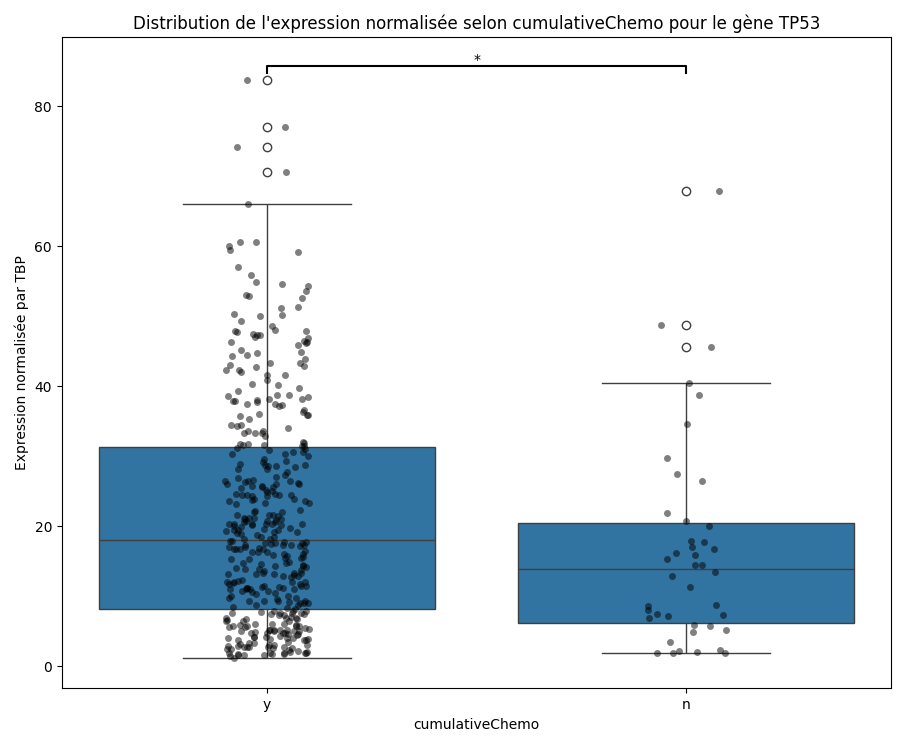 Distribution de l'expression normalisée selon cumulativeChemo pour le gène TP53
*
80
60
40
20
0
Expression normalisée par TBP
y
n
cumulativeChemo